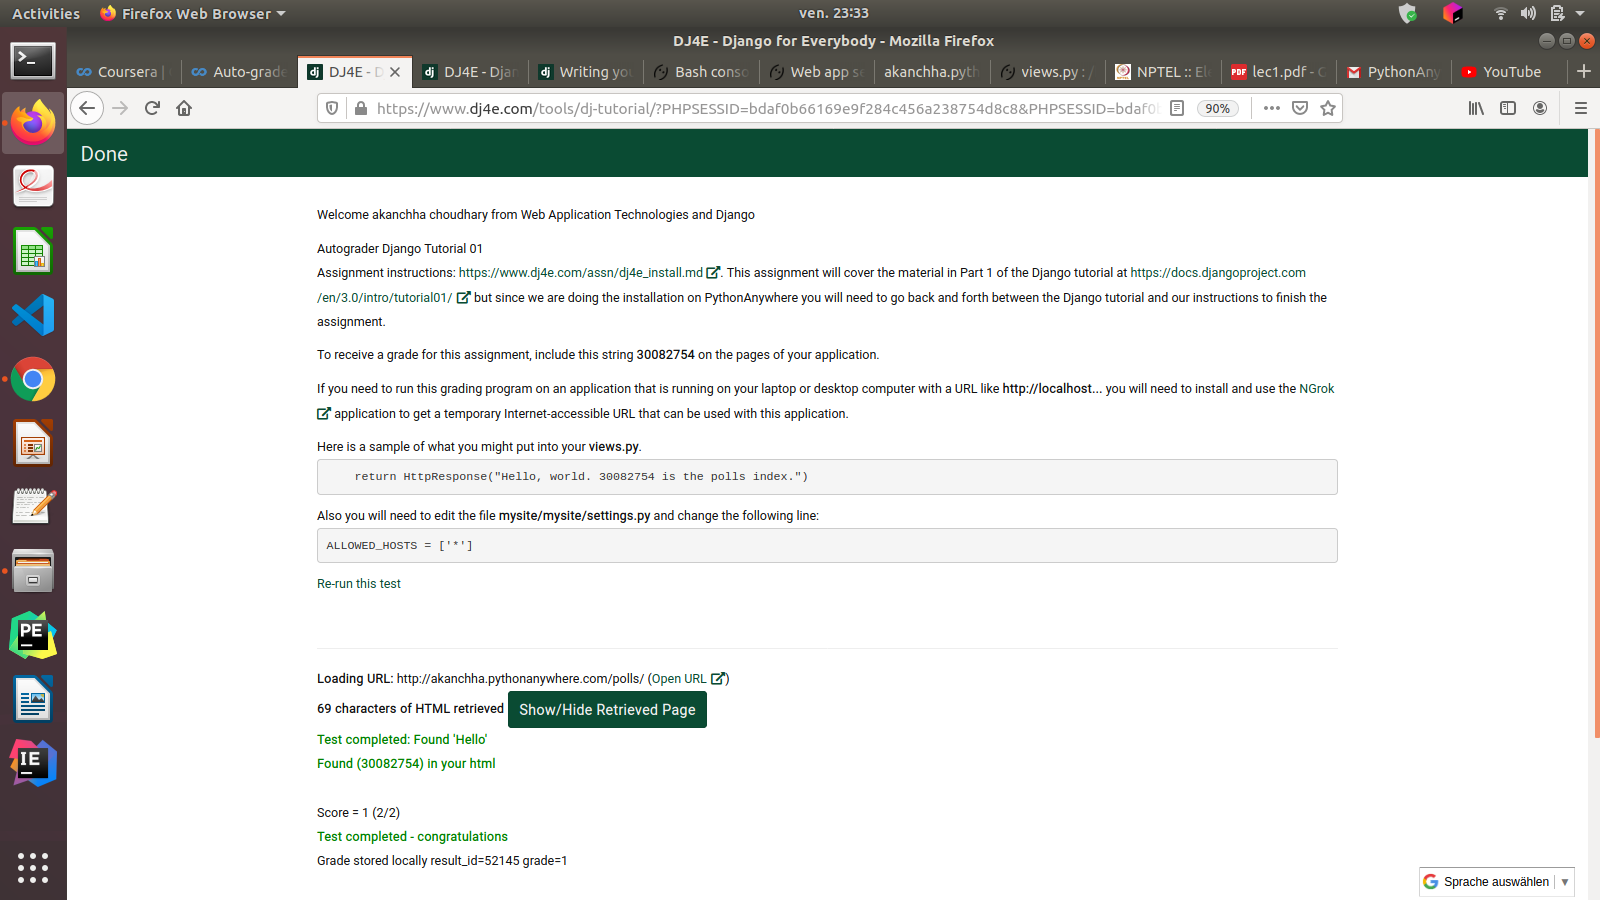 Activities
Firefox Web Browser
ven. 23:33
DJ4E - Django for Everybody - Mozilla Firefox
Coursera |
Auto-grade
DJ4E - D
DJ4E - Djan
Writing you
Bash conso
Web app se
akanchha.pyth
views.py : /
NPTEL :: Ele
lec1.pdf - C
PythonAny
YouTube
https://www.dj4e.com/tools/dj-tutorial/?PHPSESSID=bdaf0b66169e9f284c456a238754d8c8&PHPSESSID=bdaf0b
90%
Done
Welcome akanchha choudhary from Web Application Technologies and Django
Autograder Django Tutorial 01
Assignment instructions: https://www.dj4e.com/assn/dj4e_install.md . This assignment will cover the material in Part 1 of the Django tutorial at https://docs.djangoproject.com
/en/3.0/intro/tutorial01/ but since we are doing the installation on PythonAnywhere you will need to go back and forth between the Django tutorial and our instructions to finish the
assignment.
To receive a grade for this assignment, include this string 30082754 on the pages of your application.
If you need to run this grading program on an application that is running on your laptop or desktop computer with a URL like http://localhost... you will need to install and use the NGrok
application to get a temporary Internet-accessible URL that can be used with this application.
Here is a sample of what you might put into your views.py.
return HttpResponse("Hello, world. 30082754 is the polls index.")
Also you will need to edit the file mysite/mysite/settings.py and change the following line:
ALLOWED_HOSTS = ['*']
Re-run this test
Loading URL: http://akanchha.pythonanywhere.com/polls/ (Open URL )
69 characters of HTML retrieved Show/Hide Retrieved Page
Test completed: Found 'Hello'
Found (30082754) in your html
Score = 1 (2/2)
Test completed - congratulations
Grade stored locally result_id=52145 grade=1
Sprache auswählen